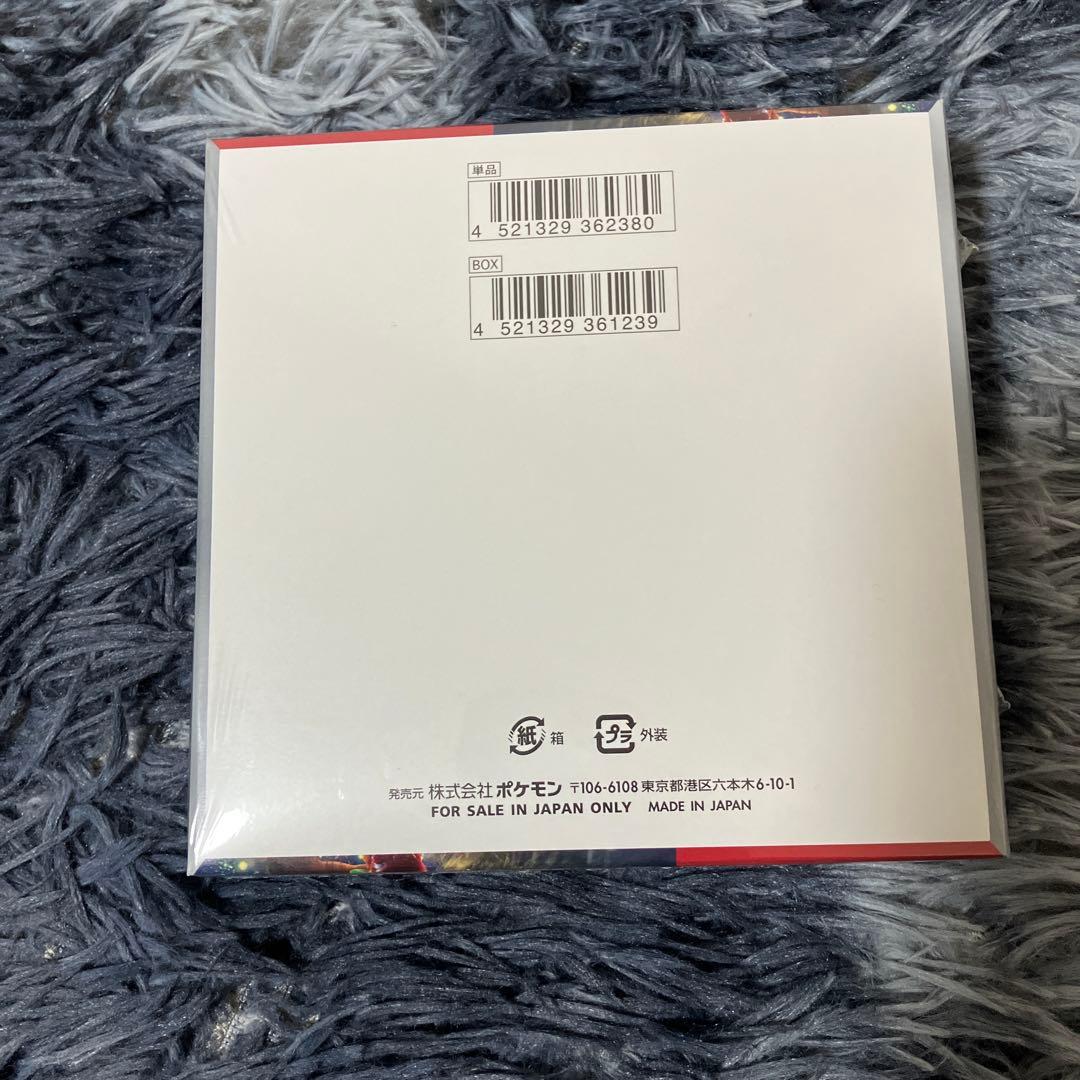 単品
4 521329 362380
BOX
4 521329 361239
紙 箱 プラ 外装
発売元 株式会社ポケモン 〒106-6108 東京都港区六本木6-10-1
FOR SALE IN JAPAN ONLY MADE IN JAPAN